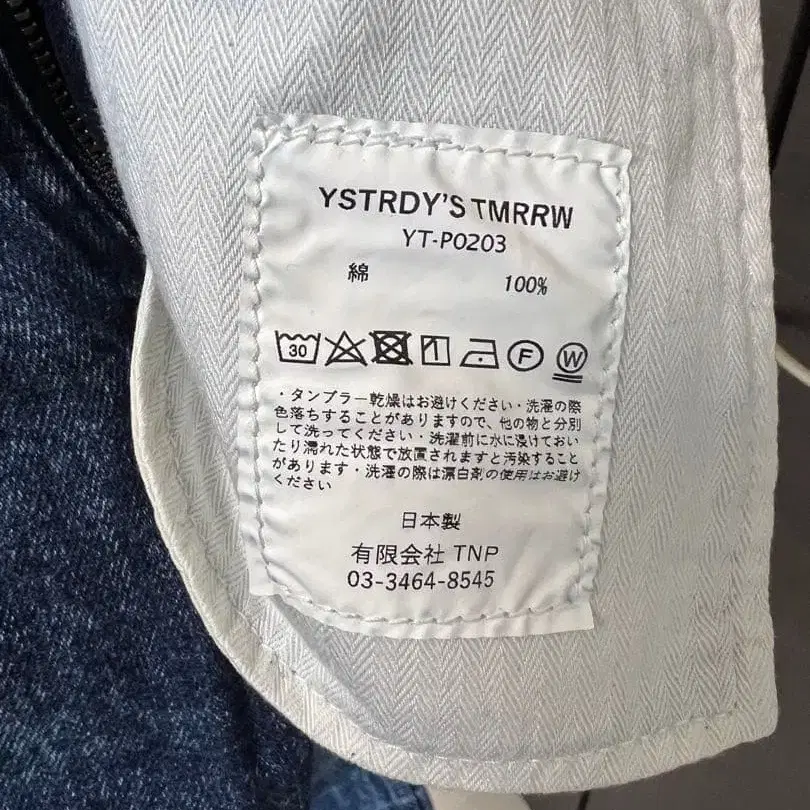 YSTRDY'S TMRRW
YT-P0203
綿 100%
30 F W
・タンブラー乾燥はお避けください・洗濯の際
色落ちすることがありますので、他の物と分別
して洗ってください・洗濯前に水に浸けておい
たり濡れた状態で放置されますと汚染すること
があります・洗濯の際は漂白剤の使用はお避け
ください
日本製
有限会社 TNP
03-3464-8545